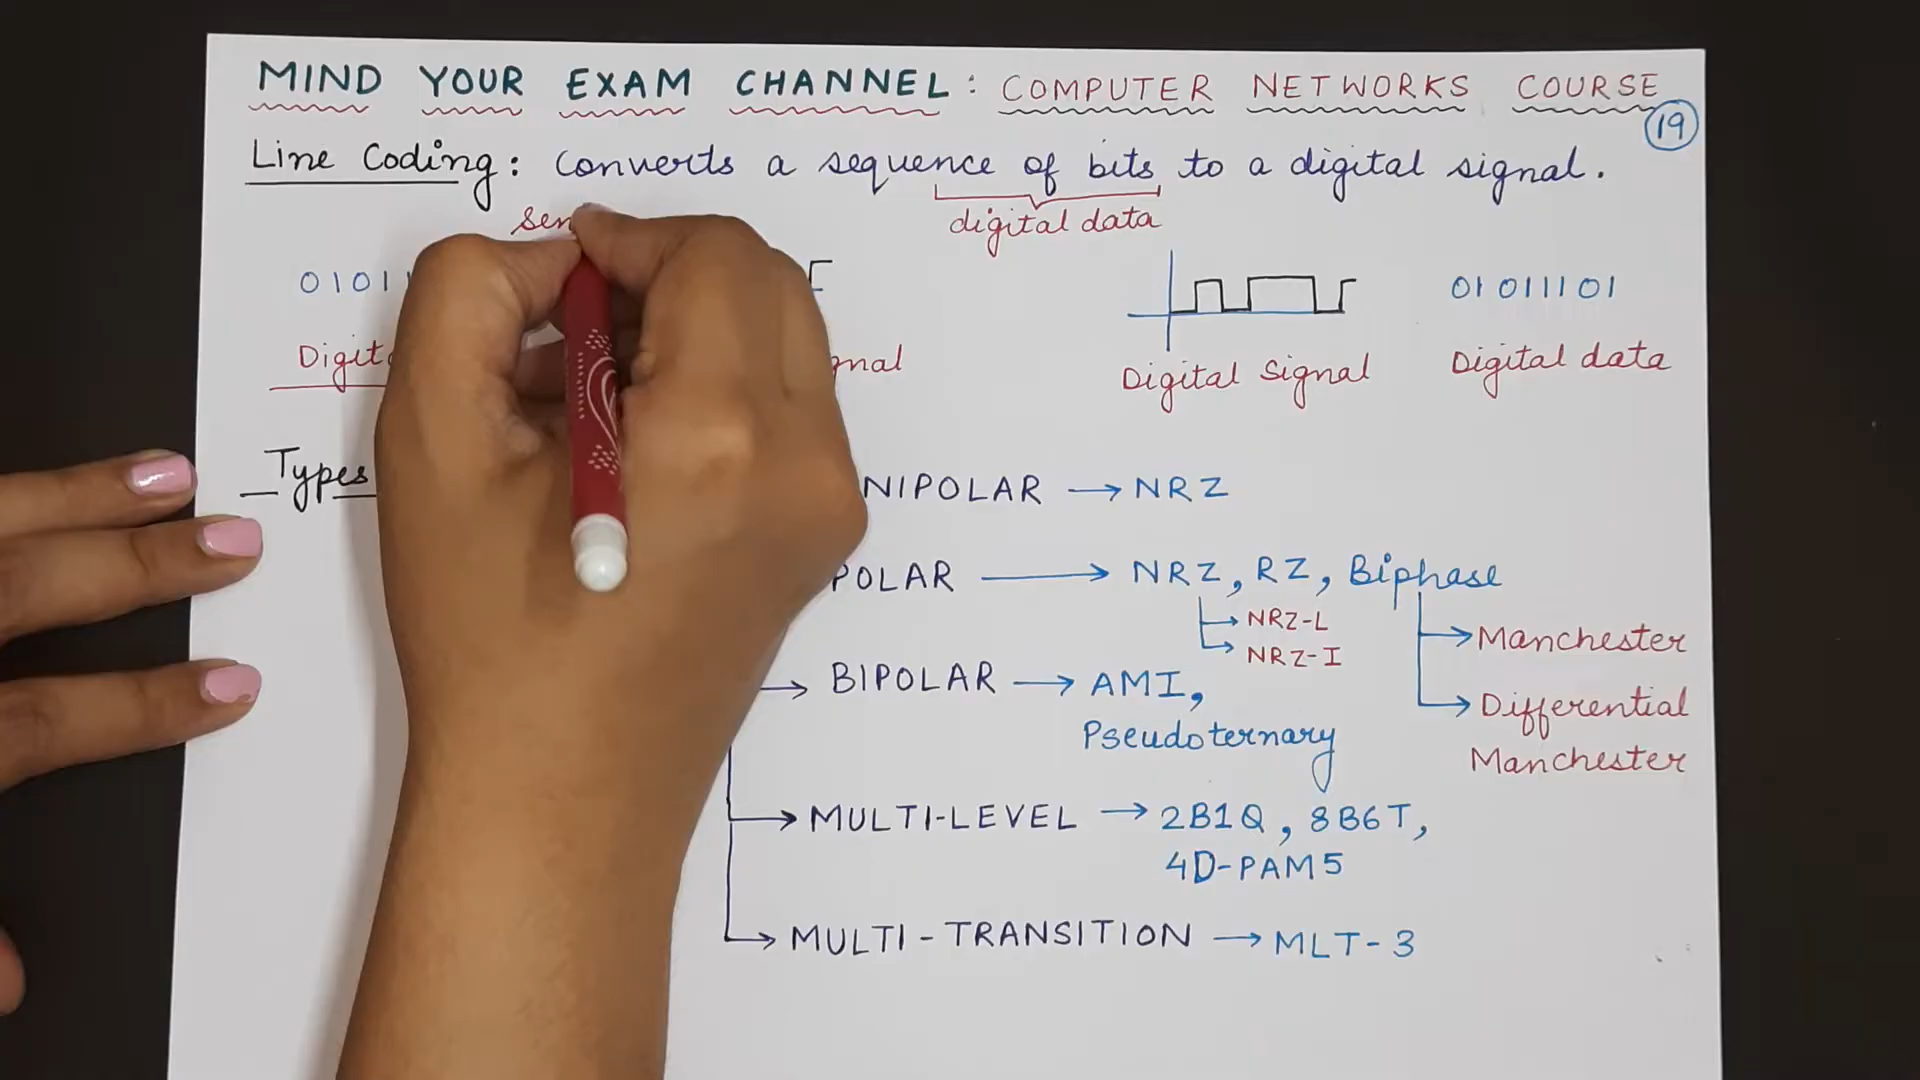 MIND YOUR EXAM CHANNEL : COMPUTER NETWORKS COURSE
19
Line Coding : Converts a sequence of bits to a digital signal.
digital data
01011101
Digital Signal
Digital data
Types
NIPOLAR → NRZ
POLAR → NRZ, RZ, Biphase
NRZ-L
NRZ-I
Manchester
Differential Manchester
BIPOLAR → AMI,
Pseudoternary
MULTI-LEVEL → 2B1Q, 8B6T,
4D-PAM5
MULTI-TRANSITION → MLT-3